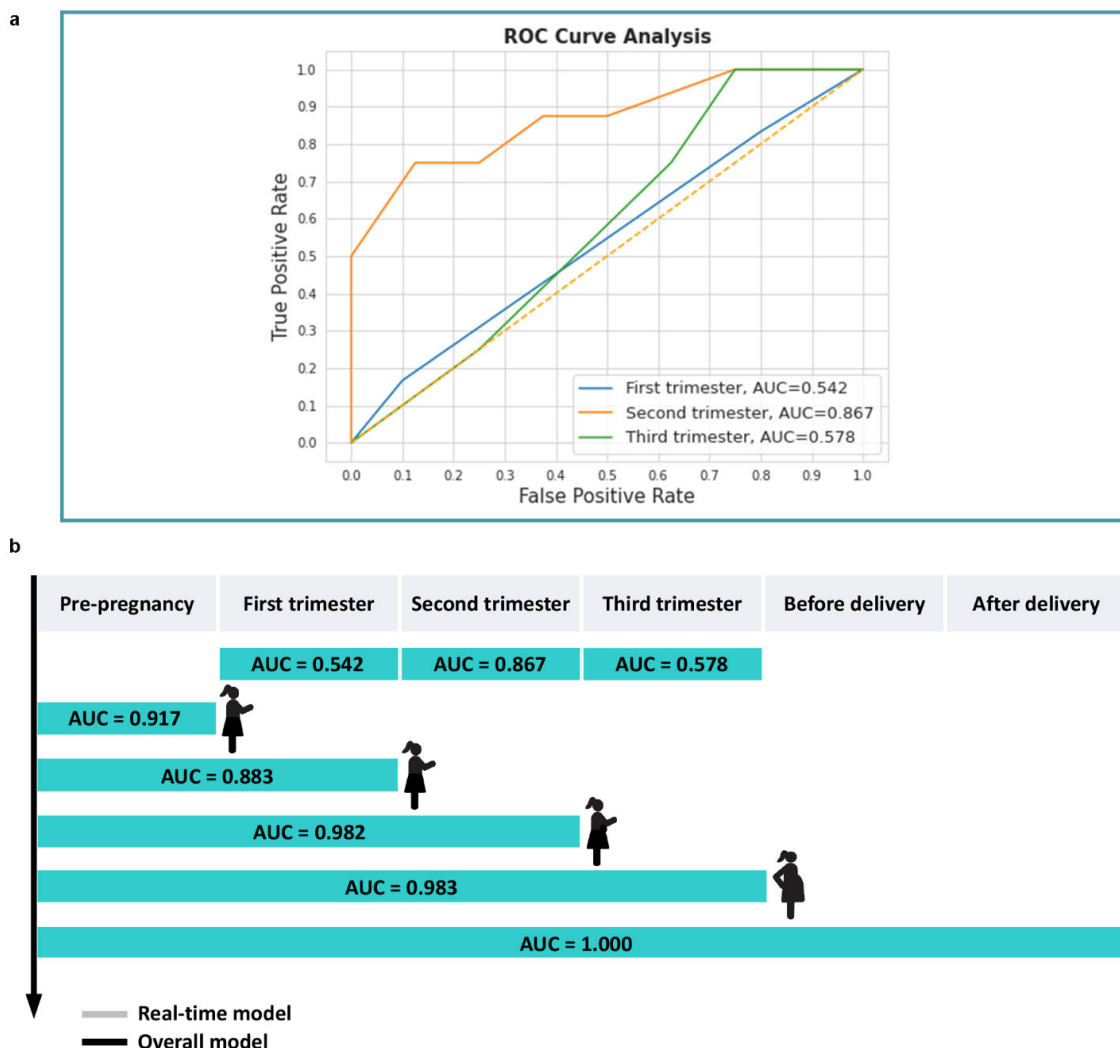 a
ROC Curve Analysis
1.0
0.9
0.8
0.7
0.6
0.5
0.4
0.3
0.2
0.1
0.0
True Positive Rate
First trimester, AUC=0.542
Second trimester, AUC=0.867
Third trimester, AUC=0.578
0.0 0.1 0.2 0.3 0.4 0.5 0.6 0.7 0.8 0.9 1.0
False Positive Rate
b
Pre-pregnancy First trimester Second trimester Third trimester Before delivery After delivery
AUC = 0.542 AUC = 0.867 AUC = 0.578
AUC = 0.917
AUC = 0.883
AUC = 0.982
AUC = 0.983
AUC = 1.000
Real-time model
Overall model